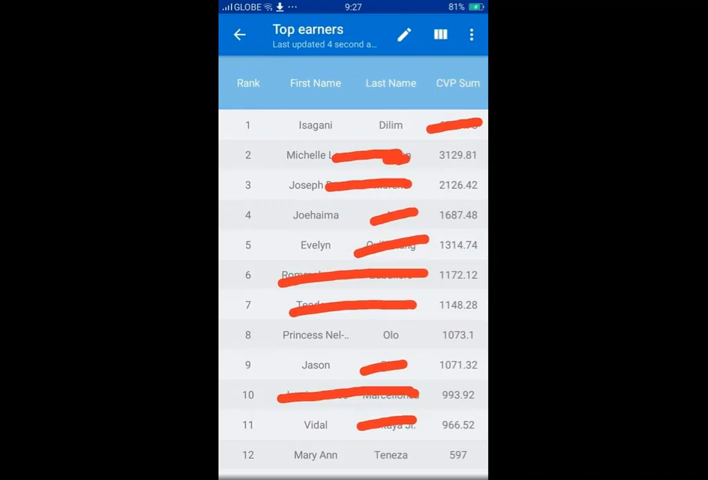 GLOBE 9:27 81%
Top earners
Last updated 4 second a...
Rank First Name Last Name CVP Sum
1 Isagani Dilim
2 Michelle 3129.81
3 Joseph 2126.42
4 Joehaima 1687.48
5 Evelyn 1314.74
6 1172.12
7 1148.28
8 Princess Nel-.. Olo 1073.1
9 Jason 1071.32
10 993.92
11 Vidal Jr. 966.52
12 Mary Ann Teneza 597